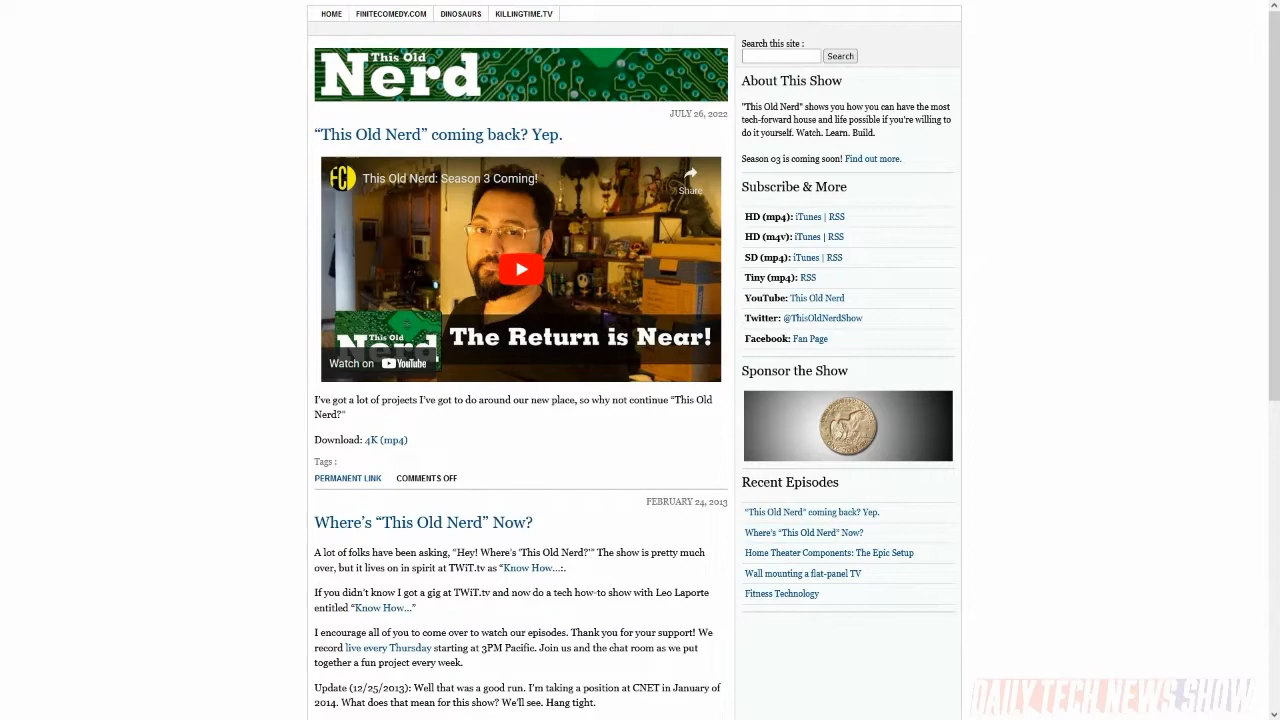 HOME FINITECOMEDY.COM DINOSAURS KILLINGTIME.TV
This Old
Nerd
JULY 26, 2022
“This Old Nerd” coming back? Yep.
FCD This Old Nerd: Season 3 Coming!
Share
This Old
Nerd
The Return is Near!
Watch on YouTube
I've got a lot of projects I've got to do around our new place, so why not continue “This Old
Nerd?”
Download: 4K (mp4)
Tags :
PERMANENT LINK COMMENTS OFF
FEBRUARY 24, 2013
Where’s “This Old Nerd” Now?
A lot of folks have been asking, “Hey! Where’s ‘This Old Nerd?’” The show is pretty much
over, but it lives on in spirit at TWiT.tv as “Know How…:.
If you didn’t know I got a gig at TWiT.tv and now do a tech how-to show with Leo Laporte
entitled “Know How…”
I encourage all of you to come over to watch our episodes. Thank you for your support! We
record live every Thursday starting at 3PM Pacific. Join us and the chat room as we put
together a fun project every week.
Update (12/25/2013): Well that was a good run. I’m taking a position at CNET in January of
2014. What does that mean for this show? We’ll see. Hang tight.
Search this site :
Search
About This Show
"This Old Nerd" shows you how you can have the most
tech-forward house and life possible if you're willing to
do it yourself. Watch. Learn. Build.
Season 03 is coming soon! Find out more.
Subscribe & More
HD (mp4): iTunes | RSS
HD (m4v): iTunes | RSS
SD (mp4): iTunes | RSS
Tiny (mp4): RSS
YouTube: This Old Nerd
Twitter: @ThisOldNerdShow
Facebook: Fan Page
Sponsor the Show
Recent Episodes
“This Old Nerd” coming back? Yep.
Where’s “This Old Nerd” Now?
Home Theater Components: The Epic Setup
Wall mounting a flat-panel TV
Fitness Technology
DAILY TECH NEWS SHOW